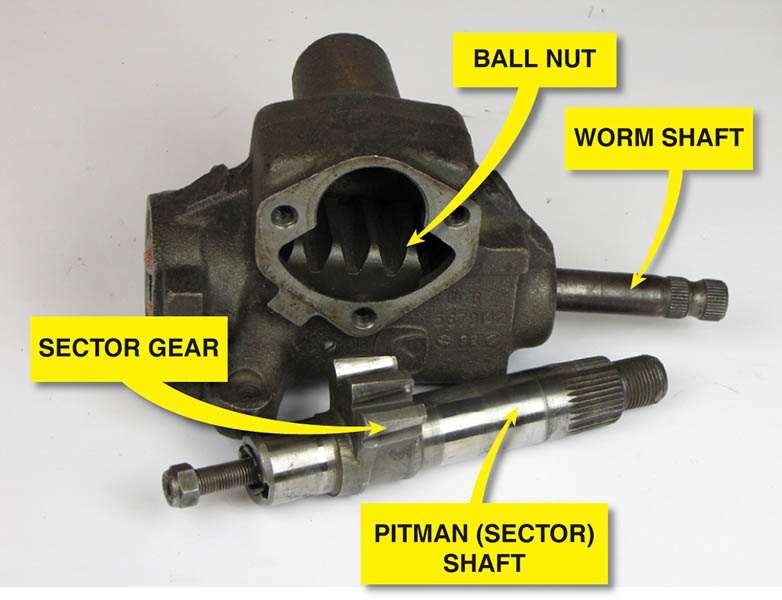 BALL NUT
WORM SHAFT
SECTOR GEAR
PITMAN (SECTOR)
SHAFT